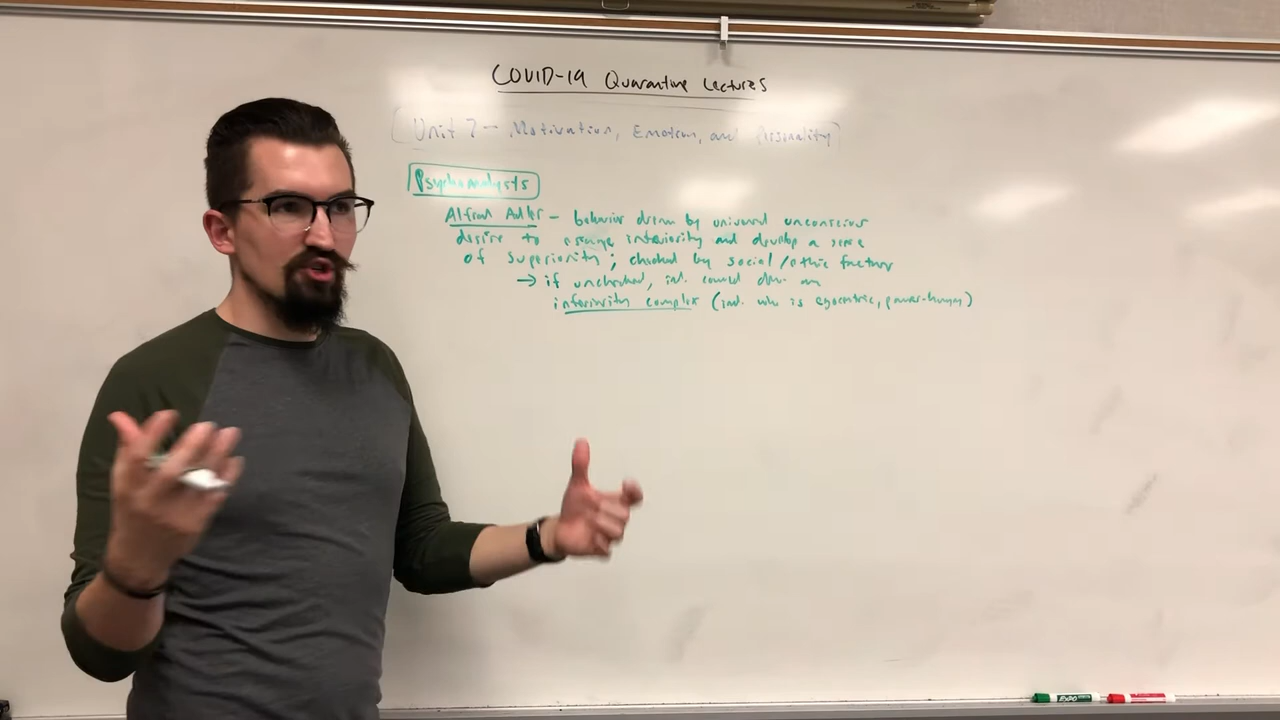 COVID-19 Quarantine Lectures
Unit 7 - Motivation, Emotion, and Personality
Psychoanalysts
Alfred Adler - behavior driven by universal unconscious
desire to escape inferiority and develop a sense
of superiority; checked by social/ethic factors
→ if unchecked, ind. could dev. an
inferiority complex (ind. who is egocentric, power-hungry)
EXPO